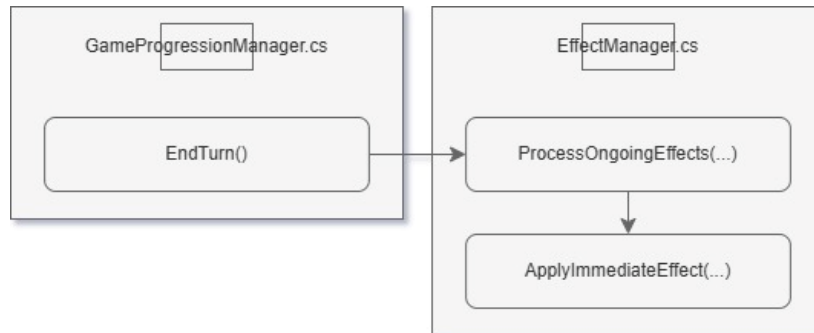 GameProgressionManager.cs
EffectManager.cs
EndTurn()
ProcessOngoingEffects(...)
ApplyImmediateEffect(...)